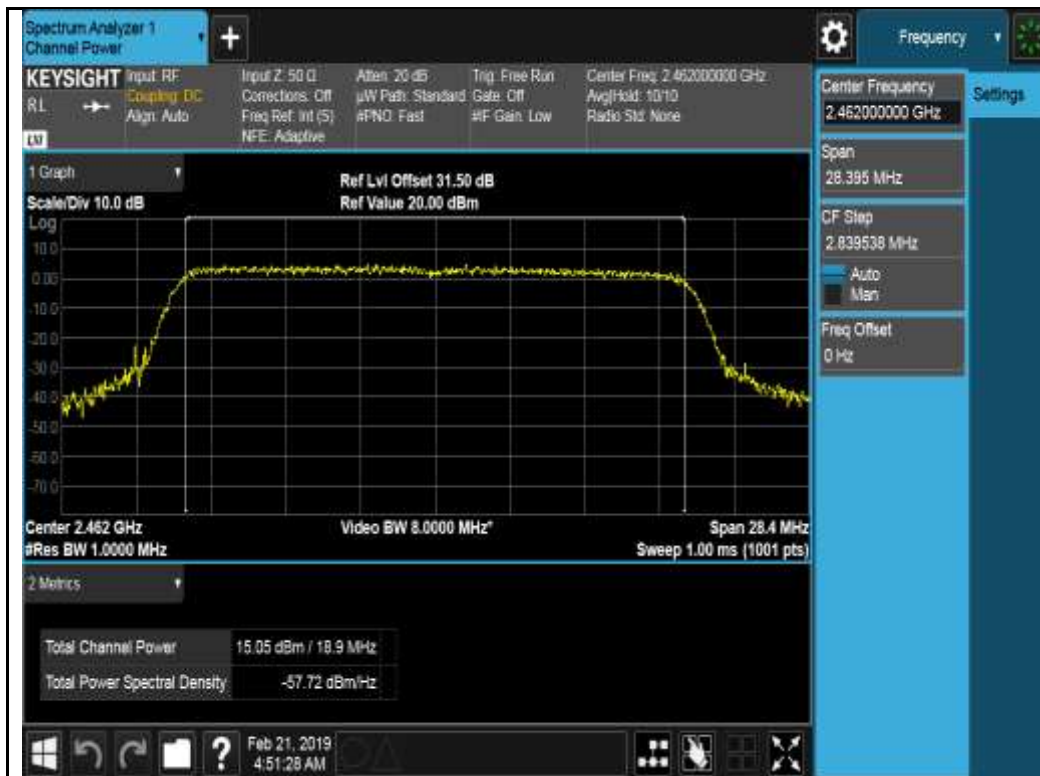 Spectrum Analyzer 1
Channel Power
+
Frequency
KEYSIGHT
Input: RF
Coupling: DC
Align: Auto
RL
LXI
Input Z: 50 Ω
Corrections: Off
Freq Ref: Int (S)
NFE: Adaptive
Atten: 20 dB
µW Path: Standard
#PNO: Fast
Trig: Free Run
Gate: Off
#IF Gain: Low
Center Freq: 2.462000000 GHz
Avg|Hold: 10/10
Radio Std: None
Center Frequency
2.462000000 GHz
Settings
Span
28.395 MHz
CF Step
2.839538 MHz
Auto
Man
Freq Offset
0 Hz
1 Graph
Ref Lvl Offset 31.50 dB
Scale/Div 10.0 dB
Ref Value 20.00 dBm
Log
10.0
0.00
-10.0
-20.0
-30.0
-40.0
-50.0
-60.0
-70.0
Center 2.462 GHz
Video BW 8.0000 MHz*
Span 28.4 MHz
#Res BW 1.0000 MHz
Sweep 1.00 ms (1001 pts)
2 Metrics
Total Channel Power 15.05 dBm / 18.9 MHz
Total Power Spectral Density -57.72 dBm/Hz
?
Feb 21, 2019
4:51:28 AM